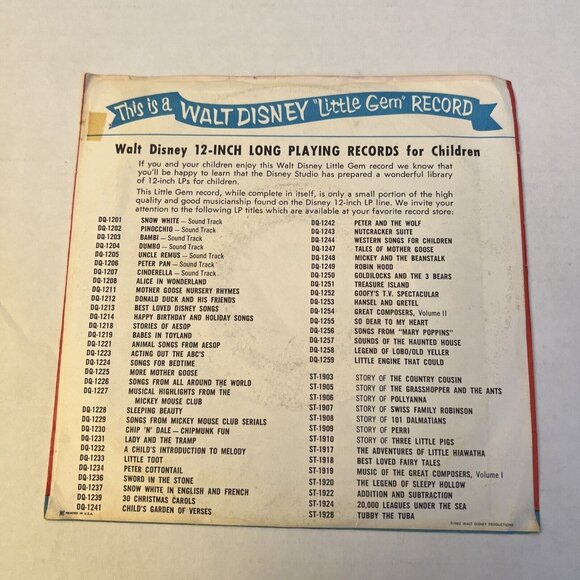 This is a WALT DISNEY "Little Gem" RECORD
Walt Disney 12-INCH LONG PLAYING RECORDS for Children
If you and your children enjoy this Walt Disney Little Gem record we know that
you'll be happy to learn that the Disney Studio has prepared a wonderful library
of 12-inch LPs for children.
This Little Gem record, while complete in itself, is only a small portion of the high
quality and good musicianship found on the Disney 12-inch LP line. We invite your
attention to the following LP titles which are available at your favorite record store:
DQ-1201 SNOW WHITE — Sound Track
DQ-1202 PINOCCHIO — Sound Track
DQ-1203 BAMBI — Sound Track
DQ-1204 DUMBO — Sound Track
DQ-1205 UNCLE REMUS — Sound Track
DQ-1206 PETER PAN — Sound Track
DQ-1207 CINDERELLA — Sound Track
DQ-1208 ALICE IN WONDERLAND
DQ-1211 MOTHER GOOSE NURSERY RHYMES
DQ-1212 DONALD DUCK AND HIS FRIENDS
DQ-1213 BEST LOVED DISNEY SONGS
DQ-1214 HAPPY BIRTHDAY AND HOLIDAY SONGS
DQ-1218 STORIES OF AESOP
DQ-1219 BABES IN TOYLAND
DQ-1221 ANIMAL SONGS FROM AESOP
DQ-1223 ACTING OUT THE ABC'S
DQ-1224 SONGS FOR BEDTIME
DQ-1225 MORE MOTHER GOOSE
DQ-1226 SONGS FROM ALL AROUND THE WORLD
DQ-1227 MUSICAL HIGHLIGHTS FROM THE
MICKEY MOUSE CLUB
DQ-1228 SLEEPING BEAUTY
DQ-1229 SONGS FROM MICKEY MOUSE CLUB SERIALS
DQ-1230 CHIP 'N' DALE — CHIPMUNK FUN
DQ-1231 LADY AND THE TRAMP
DQ-1232 A CHILD'S INTRODUCTION TO MELODY
DQ-1233 LITTLE TOOT
DQ-1234 PETER COTTONTAIL
DQ-1236 SWORD IN THE STONE
DQ-1237 SNOW WHITE IN ENGLISH AND FRENCH
DQ-1239 30 CHRISTMAS CAROLS
DQ-1241 CHILD'S GARDEN OF VERSES
PRINTED IN U.S.A.
DQ-1242 PETER AND THE WOLF
DQ-1243 NUTCRACKER SUITE
DQ-1244 WESTERN SONGS FOR CHILDREN
DQ-1247 TALES OF MOTHER GOOSE
DQ-1248 MICKEY AND THE BEANSTALK
DQ-1249 ROBIN HOOD
DQ-1250 GOLDILOCKS AND THE 3 BEARS
DQ-1251 TREASURE ISLAND
DQ-1252 GOOFY'S T.V. SPECTACULAR
DQ-1253 HANSEL AND GRETEL
DQ-1254 GREAT COMPOSERS, Volume II
DQ-1255 SO DEAR TO MY HEART
DQ-1256 SONGS FROM "MARY POPPINS"
DQ-1257 SOUNDS OF THE HAUNTED HOUSE
DQ-1258 LEGEND OF LOBO/OLD YELLER
DQ-1259 LITTLE ENGINE THAT COULD
ST-1903 STORY OF THE COUNTRY COUSIN
ST-1905 STORY OF THE GRASSHOPPER AND THE ANTS
ST-1906 STORY OF POLLYANNA
ST-1907 STORY OF SWISS FAMILY ROBINSON
ST-1908 STORY OF 101 DALMATIANS
ST-1909 STORY OF PERRI
ST-1910 STORY OF THREE LITTLE PIGS
ST-1917 THE ADVENTURES OF LITTLE HIAWATHA
ST-1918 BEST LOVED FAIRY TALES
ST-1919 MUSIC OF THE GREAT COMPOSERS, Volume I
ST-1920 THE LEGEND OF SLEEPY HOLLOW
ST-1922 ADDITION AND SUBTRACTION
ST-1924 20,000 LEAGUES UNDER THE SEA
ST-1928 TUBBY THE TUBA
WALT DISNEY PRODUCTIONS